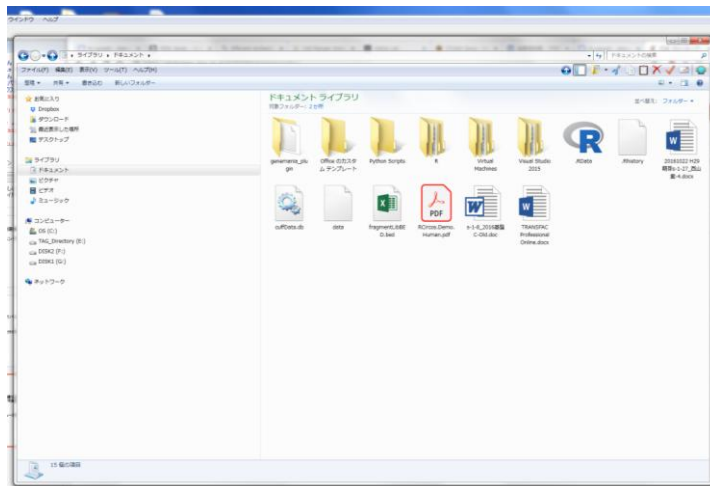 ウインドウ ヘルプ
ライブラリ ▸ ドキュメント ▸
ドキュメントの検索
ファイル(F) 編集(E) 表示(V) ツール(T) ヘルプ(H)
整理 共有 書き込む 新しいフォルダー
お気に入り
Dropbox
ダウンロード
最近表示した場所
デスクトップ
ライブラリ
ドキュメント
ピクチャ
ビデオ
ミュージック
コンピューター
OS (C:)
TAG_Directory (E:)
DISK2 (F:)
DISK1 (G:)
ネットワーク
ドキュメント ライブラリ
対象フォルダー: 2 か所
並べ替え: フォルダー
genemania_plugin
Office のカスタム テンプレート
Python Scripts
R
Virtual Machines
Visual Studio 2015
.RData
.Rhistory
20161022 H29
cuffData.db
data
fragmentLibBED.bed
PDF
RCircos.Demo.Human.pdf
TRANSFAC Professional Online.docx
15 個の項目